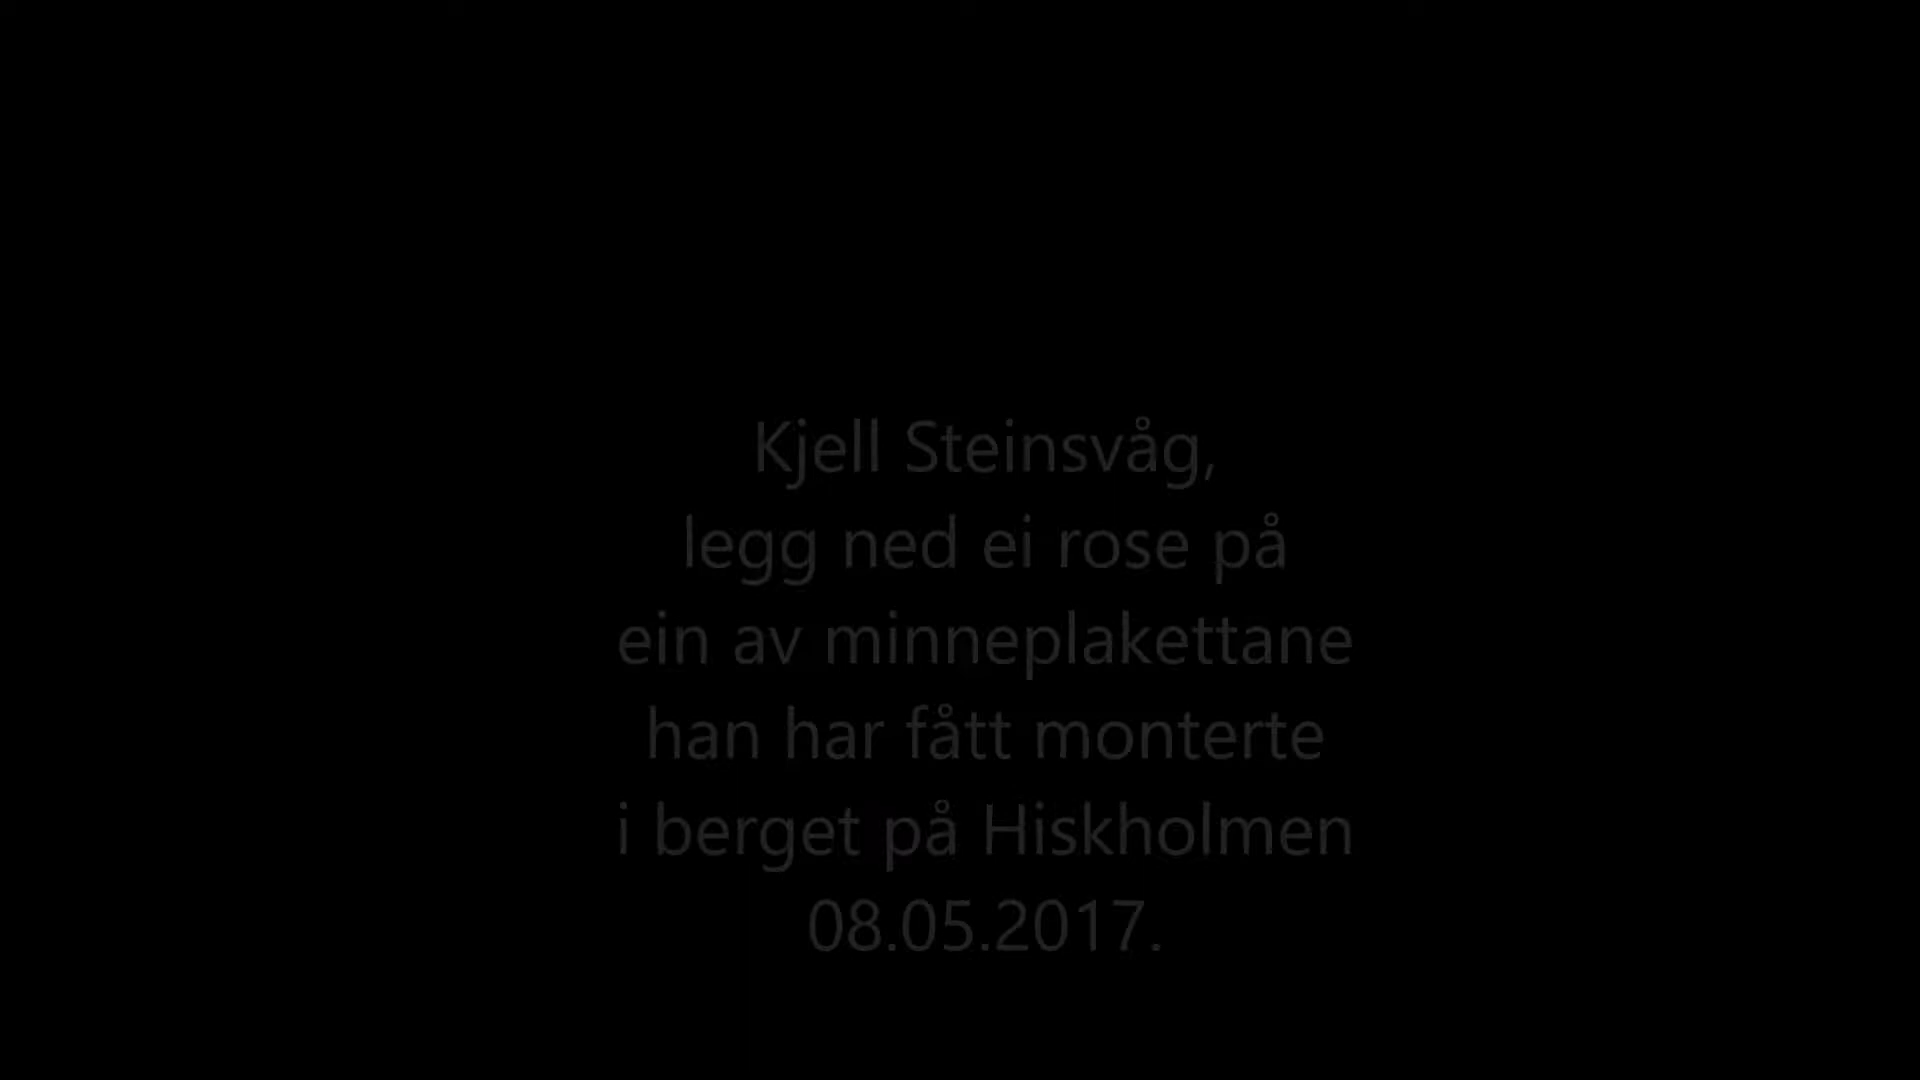 Kjell Steinsvåg,
legg ned ei rose på
ein av minneplakettane
han har fått monterte
i berget på Hiskholmen
08.05.2017.